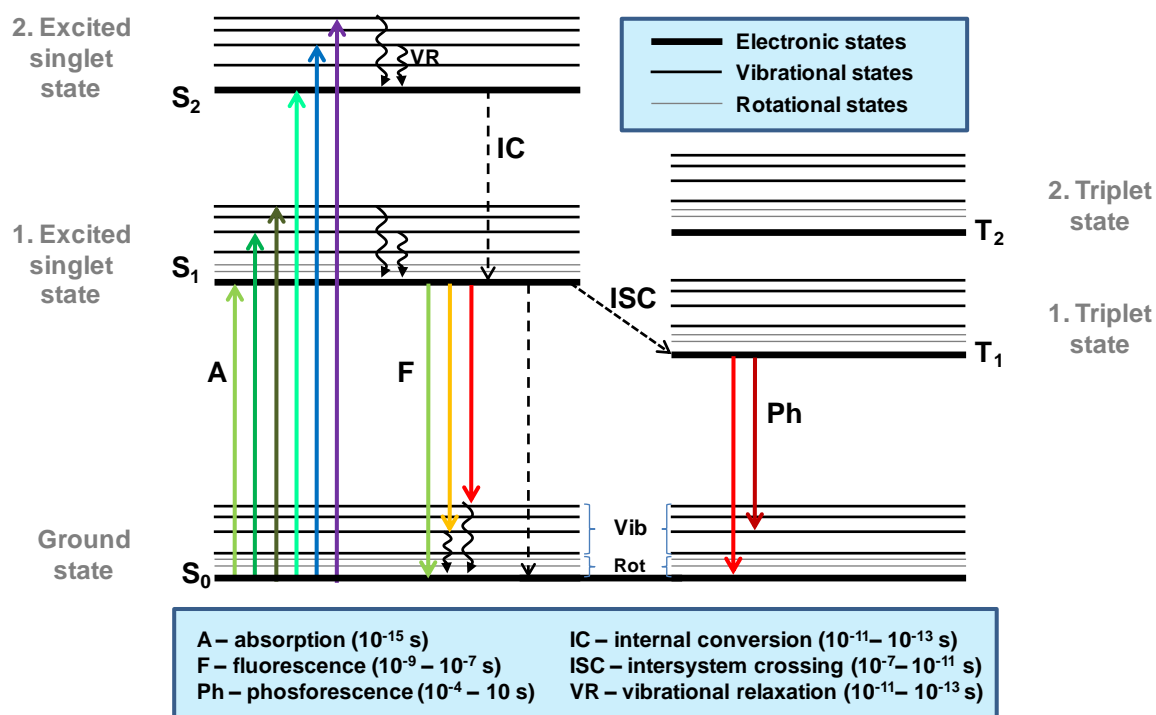 2. Excited
singlet
state
S₂
VR
IC
Electronic states
Vibrational states
Rotational states
1. Excited
singlet
state
S₁
ISC
2. Triplet
state
T₂
1. Triplet
state
T₁
A
F
Ph
Ground
state
S₀
Vib
Rot
A – absorption (10⁻¹⁵ s)
F – fluorescence (10⁻⁹ – 10⁻⁷ s)
Ph – phosforescence (10⁻⁴ – 10 s)
IC – internal conversion (10⁻¹¹– 10⁻¹³ s)
ISC – intersystem crossing (10⁻⁷– 10⁻¹¹ s)
VR – vibrational relaxation (10⁻¹¹– 10⁻¹³ s)